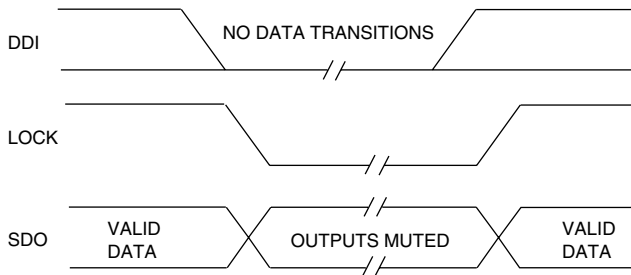 DDI
NO DATA TRANSITIONS
LOCK
SDO
VALID
DATA
OUTPUTS MUTED
VALID
DATA